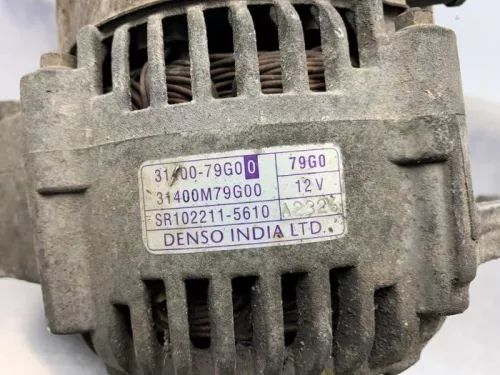 31400-79G00 79G0
31400M79G00 12V
SR102211-5610
DENSO INDIA LTD.